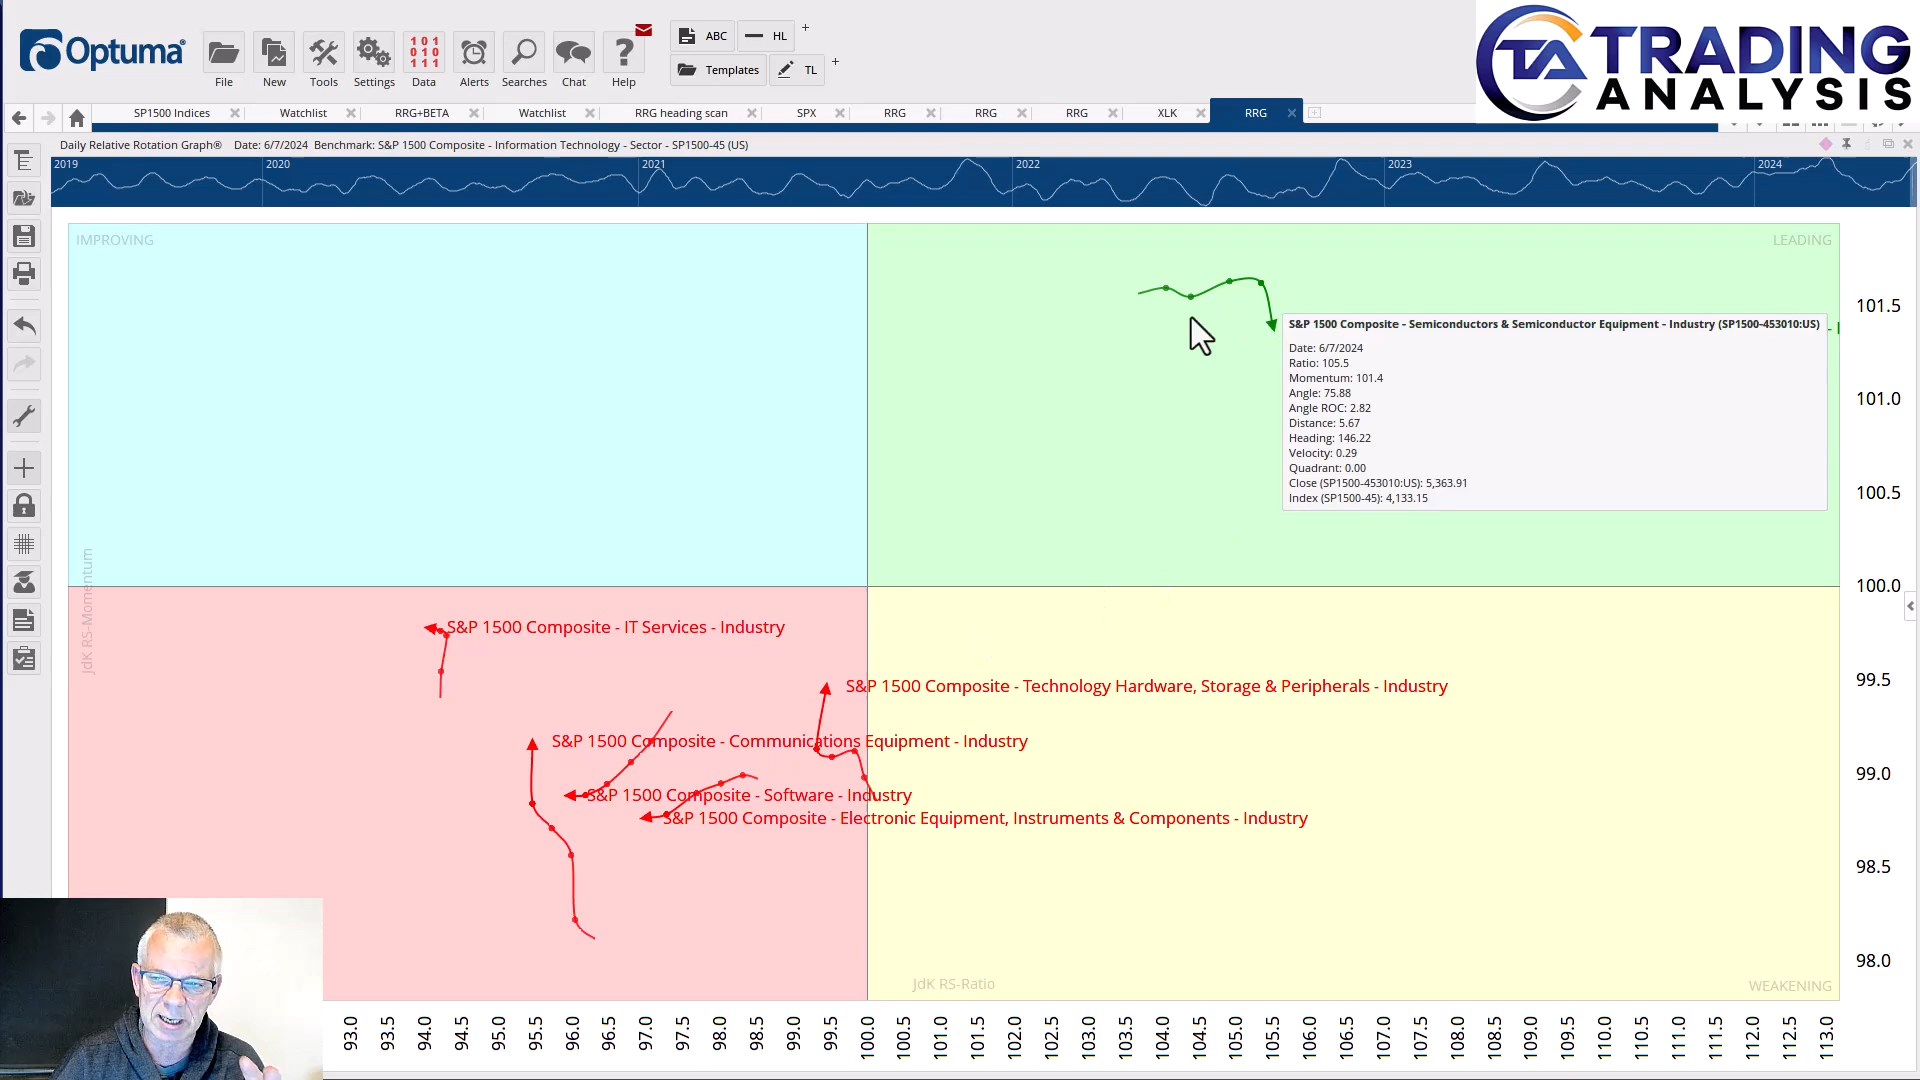 Optuma
File
New
Tools
Settings
101
010
111
Data
Alerts
Searches
Chat
Help
ABC
HL
+
Templates
TL
+
TA TRADING
ANALYSIS
SP1500 Indices
Watchlist
RRG+BETA
Watchlist
RRG heading scan
SPX
RRG
RRG
RRG
XLK
RRG
Daily Relative Rotation Graph® Date: 6/7/2024 Benchmark: S&P 1500 Composite - Information Technology - Sector - SP1500-45 (US)
2019
2020
2021
2022
2023
2024
IMPROVING
LEADING
S&P 1500 Composite - Semiconductors & Semiconductor Equipment - Industry (SP1500-453010:US)
Date: 6/7/2024
Ratio: 105.5
Momentum: 101.4
Angle: 75.88
Angle ROC: 2.82
Distance: 5.67
Heading: 146.22
Velocity: 0.29
Quadrant: 0.00
Close (SP1500-453010:US): 5,363.91
Index (SP1500-45): 4,133.15
101.5
101.0
100.5
100.0
99.5
99.0
98.5
98.0
JdK RS-Momentum
S&P 1500 Composite - IT Services - Industry
S&P 1500 Composite - Technology Hardware, Storage & Peripherals - Industry
S&P 1500 Composite - Communications Equipment - Industry
S&P 1500 Composite - Software - Industry
S&P 1500 Composite - Electronic Equipment, Instruments & Components - Industry
JdK RS-Ratio
WEAKENING
93.0
93.5
94.0
94.5
95.0
95.5
96.0
96.5
97.0
97.5
98.0
98.5
99.0
99.5
100.0
100.5
101.0
101.5
102.0
102.5
103.0
103.5
104.0
104.5
105.0
105.5
106.0
106.5
107.0
107.5
108.0
108.5
109.0
109.5
110.0
110.5
111.0
111.5
112.0
112.5
113.0